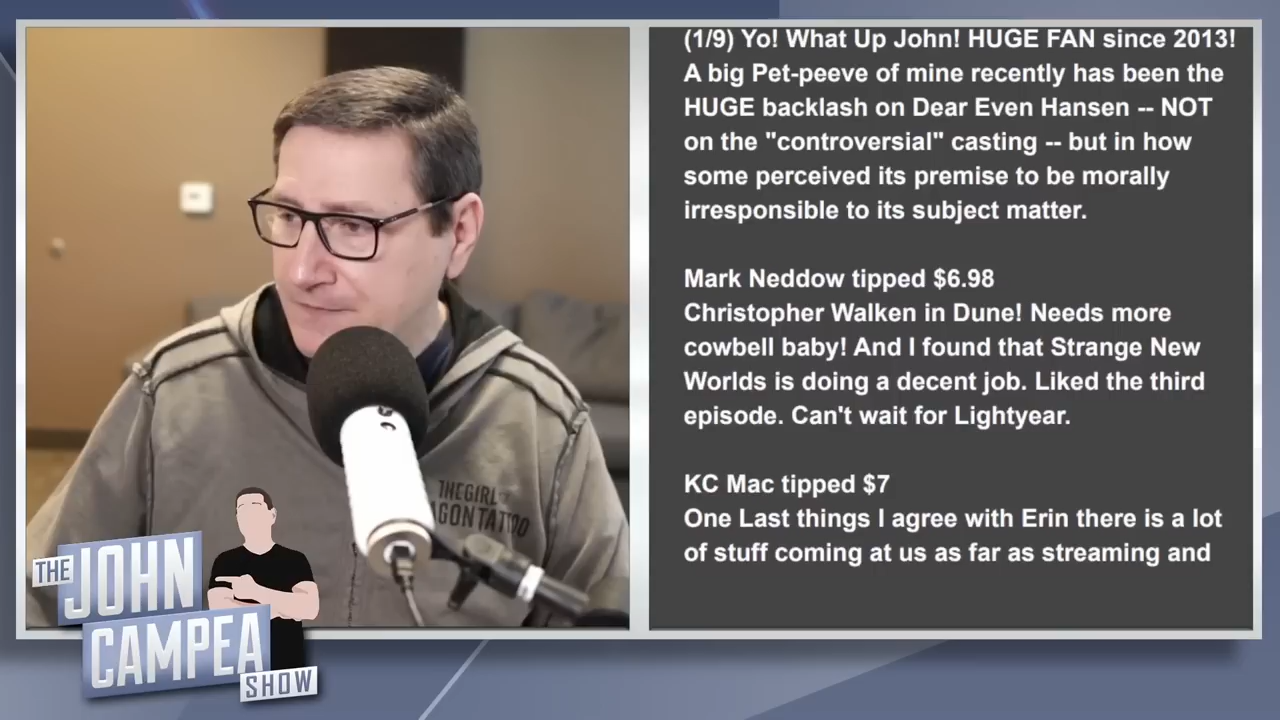 (1/9) Yo! What Up John! HUGE FAN since 2013!
A big Pet-peeve of mine recently has been the
HUGE backlash on Dear Even Hansen -- NOT
on the "controversial" casting -- but in how
some perceived its premise to be morally
irresponsible to its subject matter.
Mark Neddow tipped $6.98
Christopher Walken in Dune! Needs more
cowbell baby! And I found that Strange New
Worlds is doing a decent job. Liked the third
episode. Can't wait for Lightyear.
KC Mac tipped $7
One Last things I agree with Erin there is a lot
of stuff coming at us as far as streaming and
THE GIRL
AGON TATTOO
THE JOHN
CAMPEA
SHOW